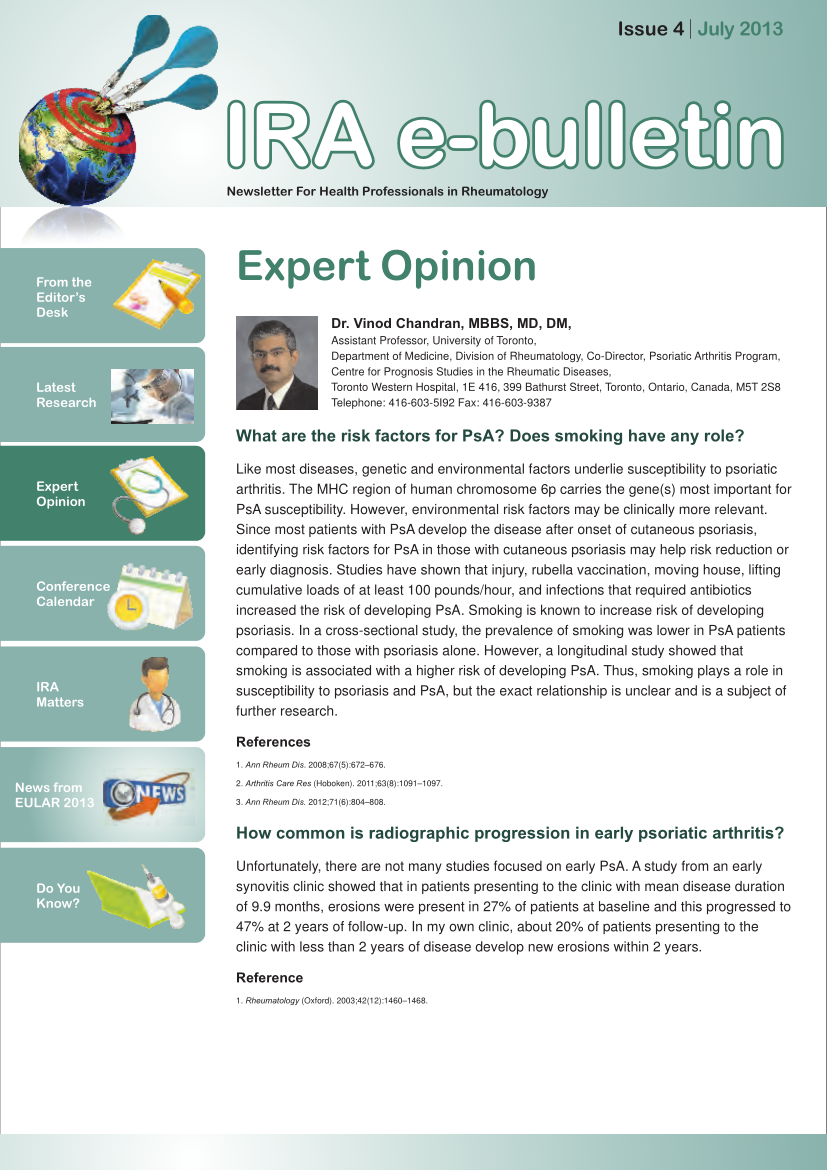 Issue 4 | July 2013
IRA e-bulletin
Newsletter For Health Professionals in Rheumatology
From the
Editor's
Desk
Latest
Research
Expert
Opinion
Conference
Calendar
IRA
Matters
News from
EULAR 2013
NEWS
Do You
Know?
Expert Opinion
Dr. Vinod Chandran, MBBS, MD, DM,
Assistant Professor, University of Toronto,
Department of Medicine, Division of Rheumatology, Co-Director, Psoriatic Arthritis Program,
Centre for Prognosis Studies in the Rheumatic Diseases,
Toronto Western Hospital, 1E 416, 399 Bathurst Street, Toronto, Ontario, Canada, M5T 2S8
Telephone: 416-603-5I92 Fax: 416-603-9387
What are the risk factors for PsA? Does smoking have any role?
Like most diseases, genetic and environmental factors underlie susceptibility to psoriatic
arthritis. The MHC region of human chromosome 6p carries the gene(s) most important for
PsA susceptibility. However, environmental risk factors may be clinically more relevant.
Since most patients with PsA develop the disease after onset of cutaneous psoriasis,
identifying risk factors for PsA in those with cutaneous psoriasis may help risk reduction or
early diagnosis. Studies have shown that injury, rubella vaccination, moving house, lifting
cumulative loads of at least 100 pounds/hour, and infections that required antibiotics
increased the risk of developing PsA. Smoking is known to increase risk of developing
psoriasis. In a cross-sectional study, the prevalence of smoking was lower in PsA patients
compared to those with psoriasis alone. However, a longitudinal study showed that
smoking is associated with a higher risk of developing PsA. Thus, smoking plays a role in
susceptibility to psoriasis and PsA, but the exact relationship is unclear and is a subject of
further research.
References
1. Ann Rheum Dis. 2008;67(5):672–676.
2. Arthritis Care Res (Hoboken). 2011;63(8):1091–1097.
3. Ann Rheum Dis. 2012;71(6):804–808.
How common is radiographic progression in early psoriatic arthritis?
Unfortunately, there are not many studies focused on early PsA. A study from an early
synovitis clinic showed that in patients presenting to the clinic with mean disease duration
of 9.9 months, erosions were present in 27% of patients at baseline and this progressed to
47% at 2 years of follow-up. In my own clinic, about 20% of patients presenting to the
clinic with less than 2 years of disease develop new erosions within 2 years.
Reference
1. Rheumatology (Oxford). 2003;42(12):1460–1468.